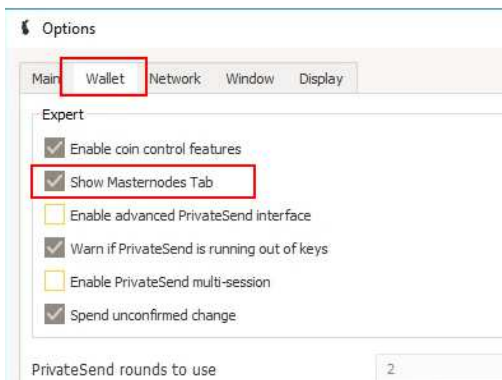 Options
Main Wallet Network Window Display
Expert
Enable coin control features
Show Masternodes Tab
Enable advanced PrivateSend interface
Warn if PrivateSend is running out of keys
Enable PrivateSend multi-session
Spend unconfirmed change
PrivateSend rounds to use 2